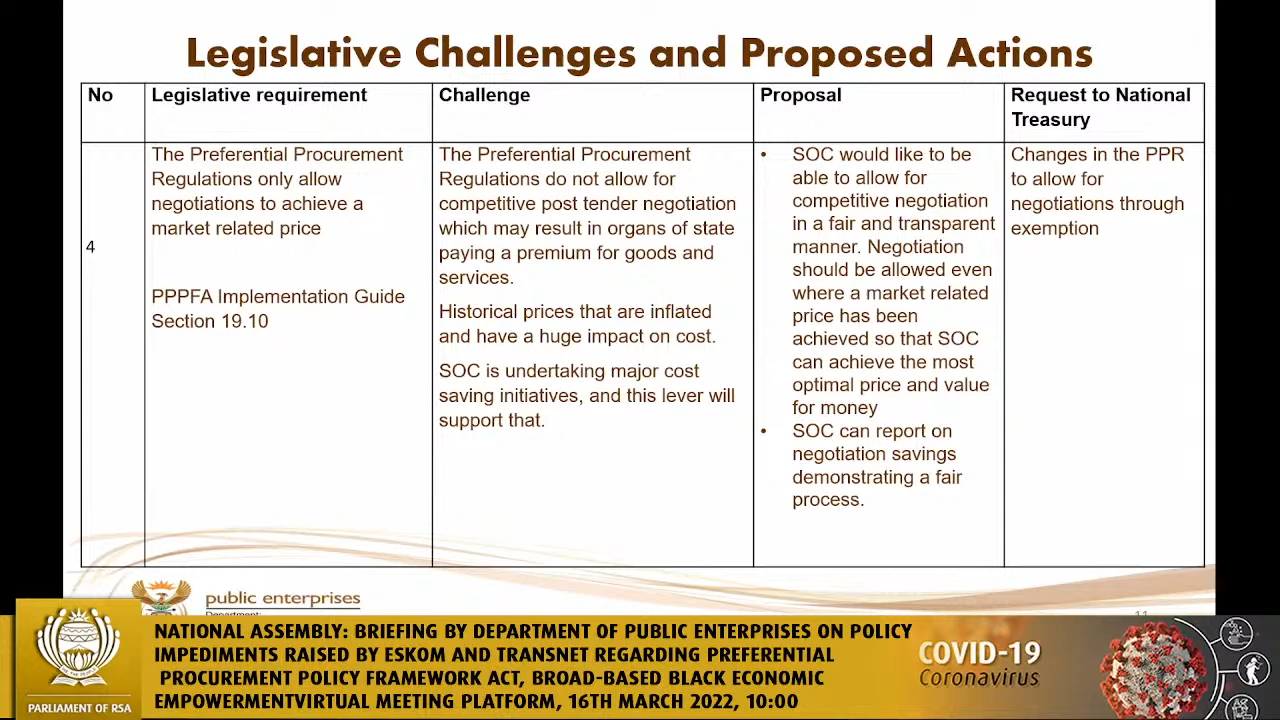 Legislative Challenges and Proposed Actions
No
Legislative requirement
Challenge
Proposal
Request to National
Treasury
4
The Preferential Procurement
Regulations only allow
negotiations to achieve a
market related price
PPPFA Implementation Guide
Section 19.10
The Preferential Procurement
Regulations do not allow for
competitive post tender negotiation
which may result in organs of state
paying a premium for goods and
services.
Historical prices that are inflated
and have a huge impact on cost.
SOC is undertaking major cost
saving initiatives, and this lever will
support that.
• SOC would like to be
able to allow for
competitive negotiation
in a fair and transparent
manner. Negotiation
should be allowed even
where a market related
price has been
achieved so that SOC
can achieve the most
optimal price and value
for money
• SOC can report on
negotiation savings
demonstrating a fair
process.
Changes in the PPR
to allow for
negotiations through
exemption
public enterprises
Department:
11
PARLIAMENT OF RSA
NATIONAL ASSEMBLY: BRIEFING BY DEPARTMENT OF PUBLIC ENTERPRISES ON POLICY
IMPEDIMENTS RAISED BY ESKOM AND TRANSNET REGARDING PREFERENTIAL
PROCUREMENT POLICY FRAMEWORK ACT, BROAD-BASED BLACK ECONOMIC
EMPOWERMENTVIRTUAL MEETING PLATFORM, 16TH MARCH 2022, 10:00
COVID-19
Coronavirus